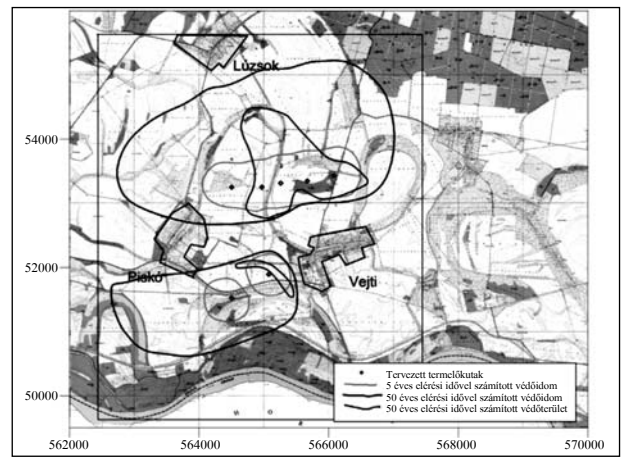 Lúzsok
54000
52000
Piskó
Vejti
50000
Tervezett termelőkutak
5 éves elérési idővel számított védőidom
50 éves elérési idővel számított védőidom
50 éves elérési idővel számított védőterület
562000 564000 566000 568000 570000